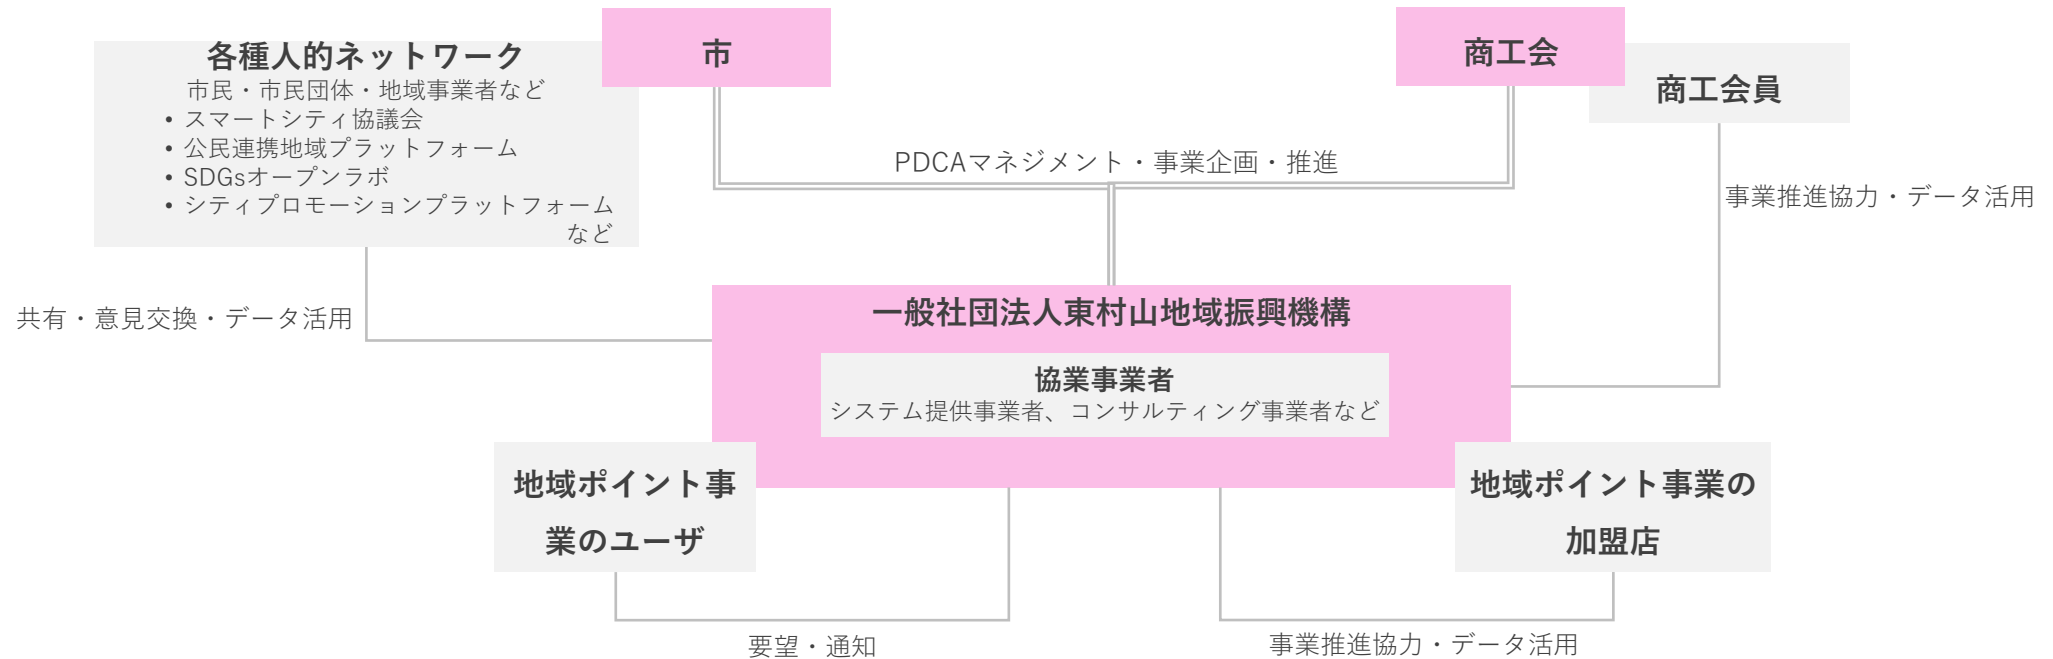 市
商工会
各種人的ネットワーク
市民・市民団体・地域事業者など
• スマートシティ協議会
• 公民連携地域プラットフォーム
• SDGsオープンラボ
• シティプロモーションプラットフォーム
など
商工会員
PDCAマネジメント・事業企画・推進
事業推進協力・データ活用
共有・意見交換・データ活用
一般社団法人東村山地域振興機構
協業事業者
システム提供事業者、コンサルティング事業者など
地域ポイント事
業のユーザ
地域ポイント事業の
加盟店
要望・通知
事業推進協力・データ活用